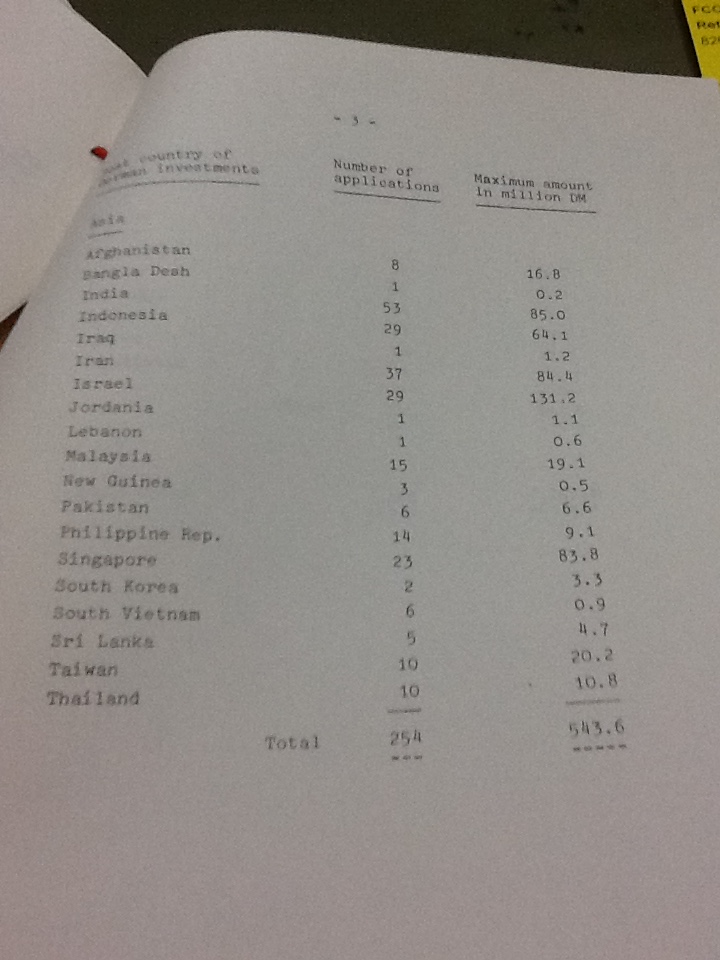 FCO
Ref
- 3 -
country of Number of Maximum amount
German investments applications in million DM
Asia
Afghanistan 8 16.8
Bangla Desh 1 0.2
India 53 85.0
Indonesia 29 64.1
Iraq 1 1.2
Iran 37 84.4
Israel 29 131.2
Jordania 1 1.1
Lebanon 1 0.6
Malaysia 15 19.1
New Guinea 3 0.5
Pakistan 6 6.6
Philippine Rep. 14 9.1
Singapore 23 83.8
South Korea 2 3.3
South Vietnam 6 0.9
Sri Lanka 5 4.7
Taiwan 10 20.2
Thailand 10 10.8
Total 254 543.6